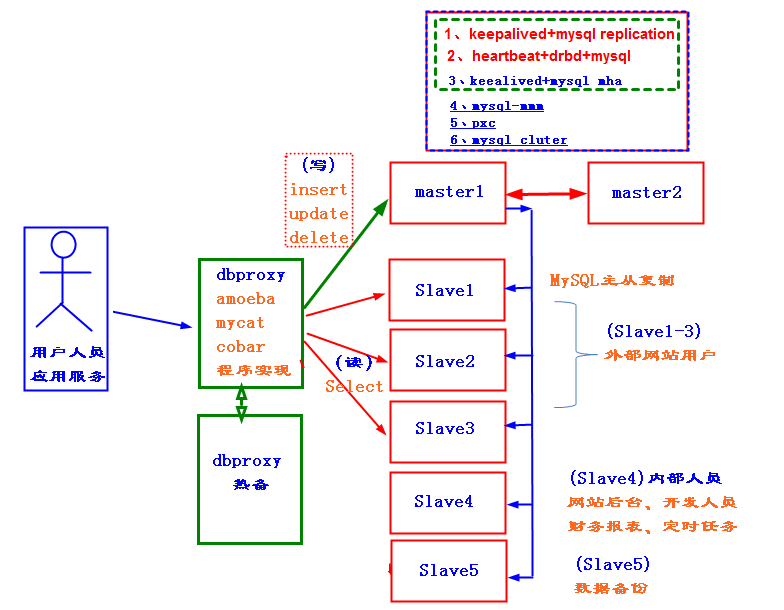 1、keepalived+mysql replication
2、heartbeat+drbd+mysql
3、keealived+mysql mha
4、mysql-mmm
5、pxc
6、mysql cluter
(写)
insert
update
delete
master1
master2
用户人员
应用服务
dbproxy
amoeba
mycat
cobar
程序实现
(读)
Select
dbproxy
热备
Slave1
Slave2
Slave3
Slave4
Slave5
MySQL主从复制
(Slave1-3)
外部网站用户
(Slave4)内部人员
网站后台、开发人员
财务报表、定时任务
(Slave5)
数据备份